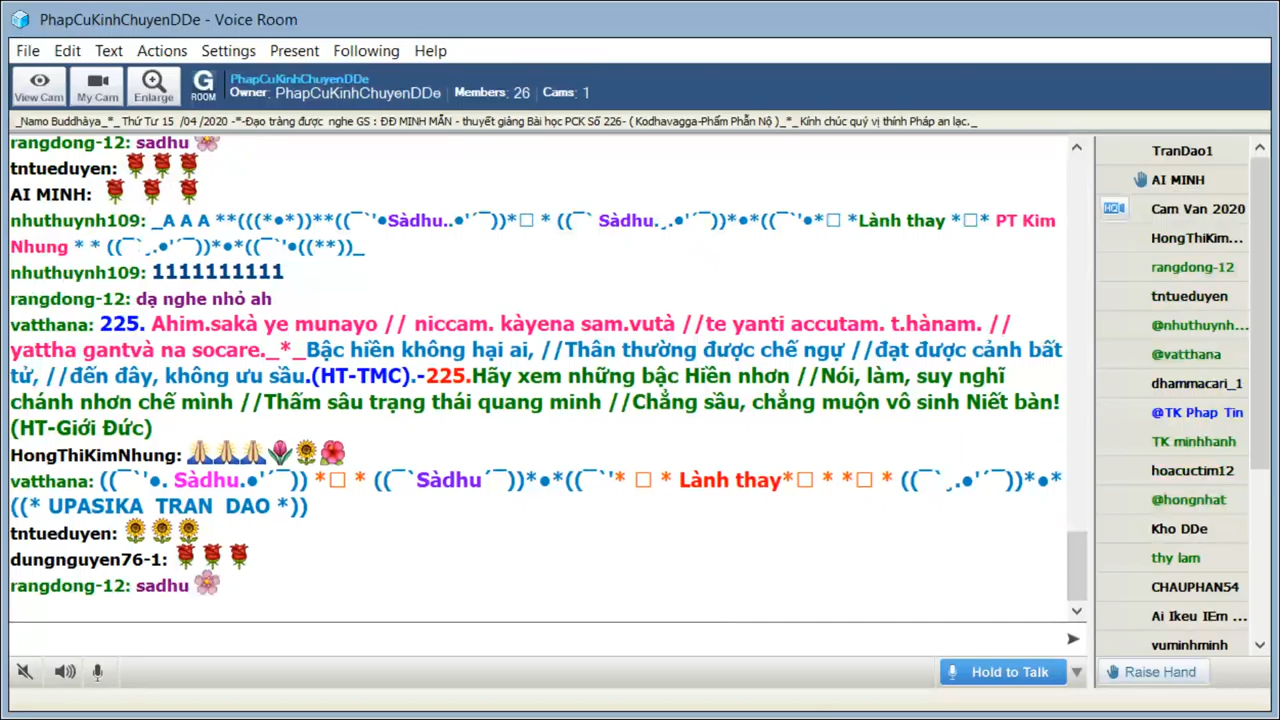 PhapCuKinhChuyenDDe - Voice Room
File Edit Text Actions Settings Present Following Help
View Cam My Cam Enlarge G ROOM
PhapCuKinhChuyenDDe
Owner: PhapCuKinhChuyenDDe Members: 26 Cams: 1
_Namo Buddhàya_*_ Thứ Tư 15 /04 /2020 -*-Đạo tràng được nghe GS : ĐĐ MINH MẪN - thuyết giảng Bài học PCK Số 226- ( Kodhavagga-Phẩm Phẫn Nộ )_*_ Kính chúc quý vị thính Pháp an lạc._
rangdong-12: sadhu
tntueduyen:
AI MINH:
nhuthuynh109: _A A A **(((*●*))**((¯`'●Sàdhu..●'´¯))*□ * ((¯` Sàdhu.¸.●'´¯))*●*((¯`'●*□ *Lành thay *□* PT Kim
Nhung * * ((¯`¸.●'´¯))*●*((¯`'●((**))_
nhuthuynh109: 1111111111
rangdong-12: dạ nghe nhỏ ah
vatthana: 225. Ahim.sakà ye munayo // niccam. kàyena sam.vutà //te yanti accutam. t.hànam. //
yattha gantvà na socare._*_Bậc hiền không hại ai, //Thân thường được chế ngự //đạt được cảnh bất
tử, //đến đây, không ưu sầu.(HT-TMC).-225.Hãy xem những bậc Hiền nhơn //Nói, làm, suy nghĩ
chánh nhơn chế mình //Thấm sâu trạng thái quang minh //Chẳng sầu, chẳng muộn vô sinh Niết bàn!
(HT-Giới Đức)
HongThiKimNhung:
vatthana: ((¯`'●. Sàdhu.●'´¯)) *□ * ((¯`Sàdhu´¯))*●*((¯`'* □ * Lành thay*□ * *□ * ((¯`¸.●'´¯))*●*
((* UPASIKA TRAN DAO *))
tntueduyen:
dungnguyen76-1:
rangdong-12: sadhu
TranDao1
AI MINH
HQ Cam Van 2020
HongThiKim...
rangdong-12
tntueduyen
@nhuthuynh...
@vatthana
dhammacari_1
@TK Phap Tin
TK minhhanh
hoacuctim12
@hongnhat
Kho DDe
thy lam
CHAUPHAN54
Ai Ikeu IEm ...
vuminhminh
Hold to Talk
Raise Hand